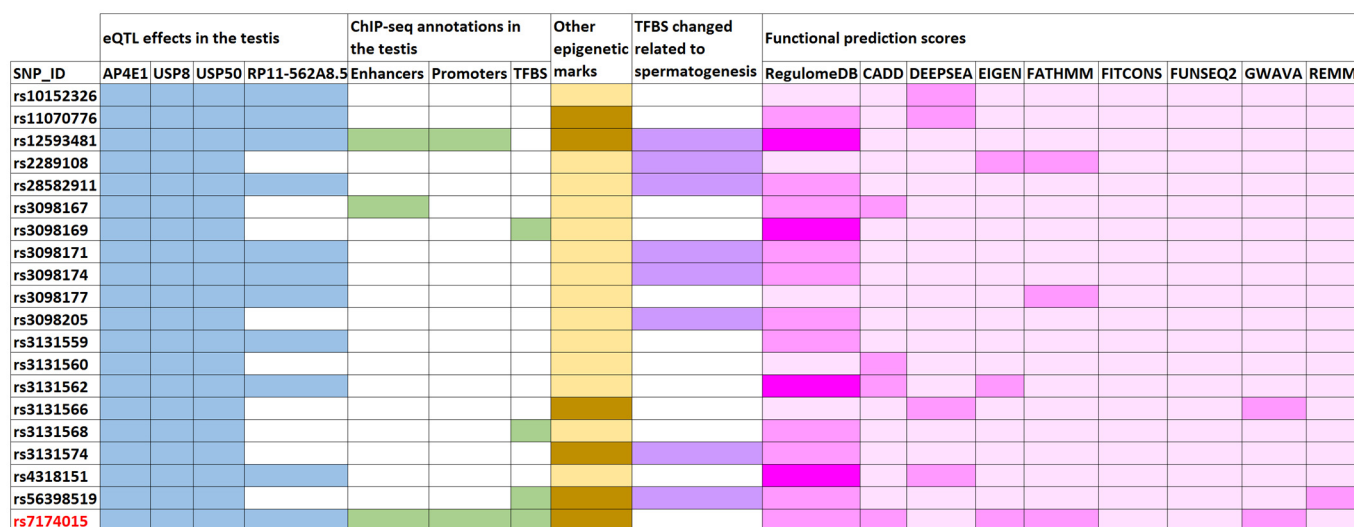 eQTL effects in the testis ChIP-seq annotations in the testis Other epigenetic marks TFBS changed related to spermatogenesis Functional prediction scores
SNP_ID AP4E1 USP8 USP50 RP11-562A8.5 Enhancers Promoters TFBS RegulomeDB CADD DEEPSEA EIGEN FATHMM FITCONS FUNSEQ2 GWAVA REMM
rs10152326
rs11070776
rs12593481
rs2289108
rs28582911
rs3098167
rs3098169
rs3098171
rs3098174
rs3098177
rs3098205
rs3131559
rs3131560
rs3131562
rs3131566
rs3131568
rs3131574
rs4318151
rs56398519
rs7174015